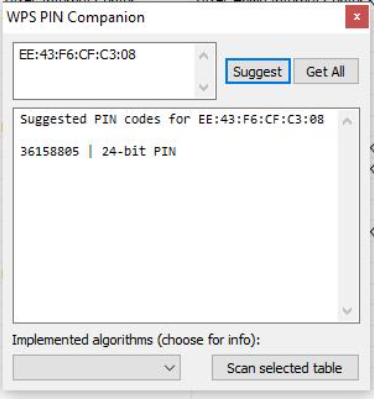 WPS PIN Companion
x
EE:43:F6:CF:C3:08
Suggest
Get All
Suggested PIN codes for EE:43:F6:CF:C3:08
36158805 | 24-bit PIN
Implemented algorithms (choose for info):
Scan selected table